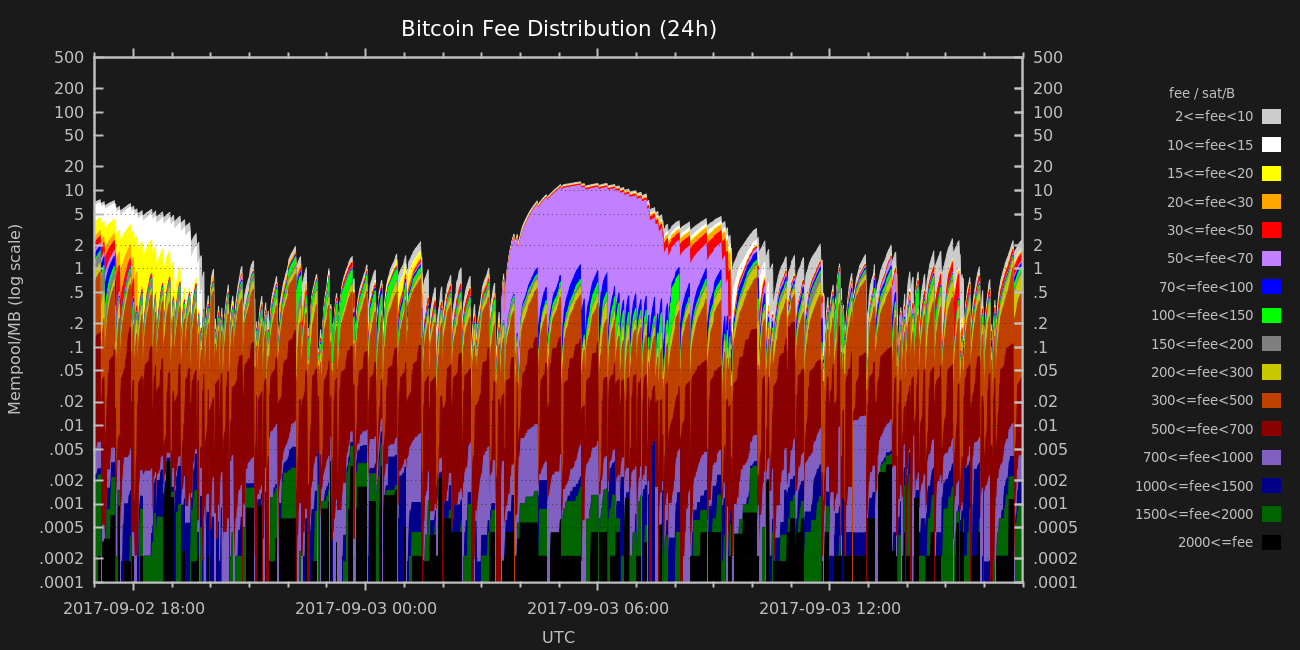 Bitcoin Fee Distribution (24h)
500
200
100
50
20
10
5
2
1
.5
.2
.1
.05
.02
.01
.005
.002
.001
.0005
.0002
.0001
Mempool/MB (log scale)
500
200
100
50
20
10
5
2
1
.5
.2
.1
.05
.02
.01
.005
.002
.001
.0005
.0002
.0001
2017-09-02 18:00 2017-09-03 00:00 2017-09-03 06:00 2017-09-03 12:00
UTC
fee / sat/B
2<=fee<10
10<=fee<15
15<=fee<20
20<=fee<30
30<=fee<50
50<=fee<70
70<=fee<100
100<=fee<150
150<=fee<200
200<=fee<300
300<=fee<500
500<=fee<700
700<=fee<1000
1000<=fee<1500
1500<=fee<2000
2000<=fee